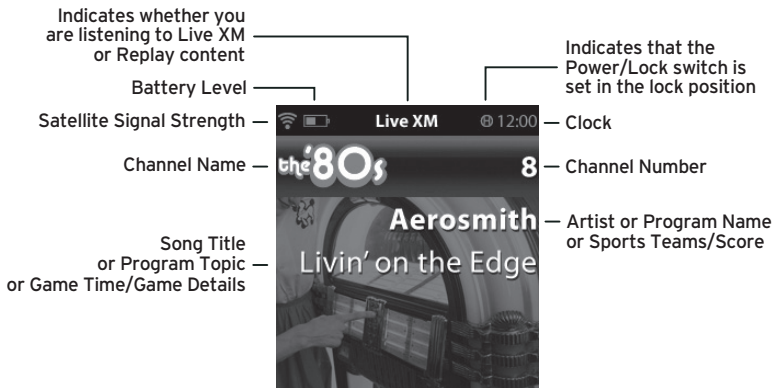 Indicates whether you
are listening to Live XM
or Replay content
Battery Level
Satellite Signal Strength
Channel Name
Song Title
or Program Topic
or Game Time/Game Details
Live XM
12:00
the '80s
8
Aerosmith
Livin' on the Edge
Indicates that the
Power/Lock switch is
set in the lock position
Clock
Channel Number
Artist or Program Name
or Sports Teams/Score